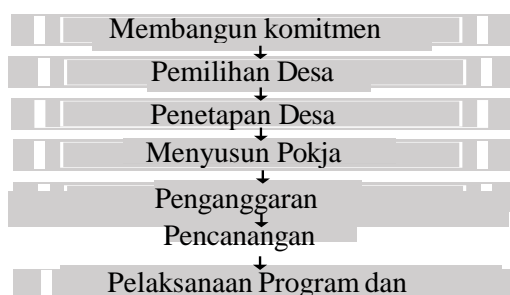 Membangun komitmen
Pemilihan Desa
Penetapan Desa
Menyusun Pokja
Penganggaran
Pencanangan
Pelaksanaan Program dan